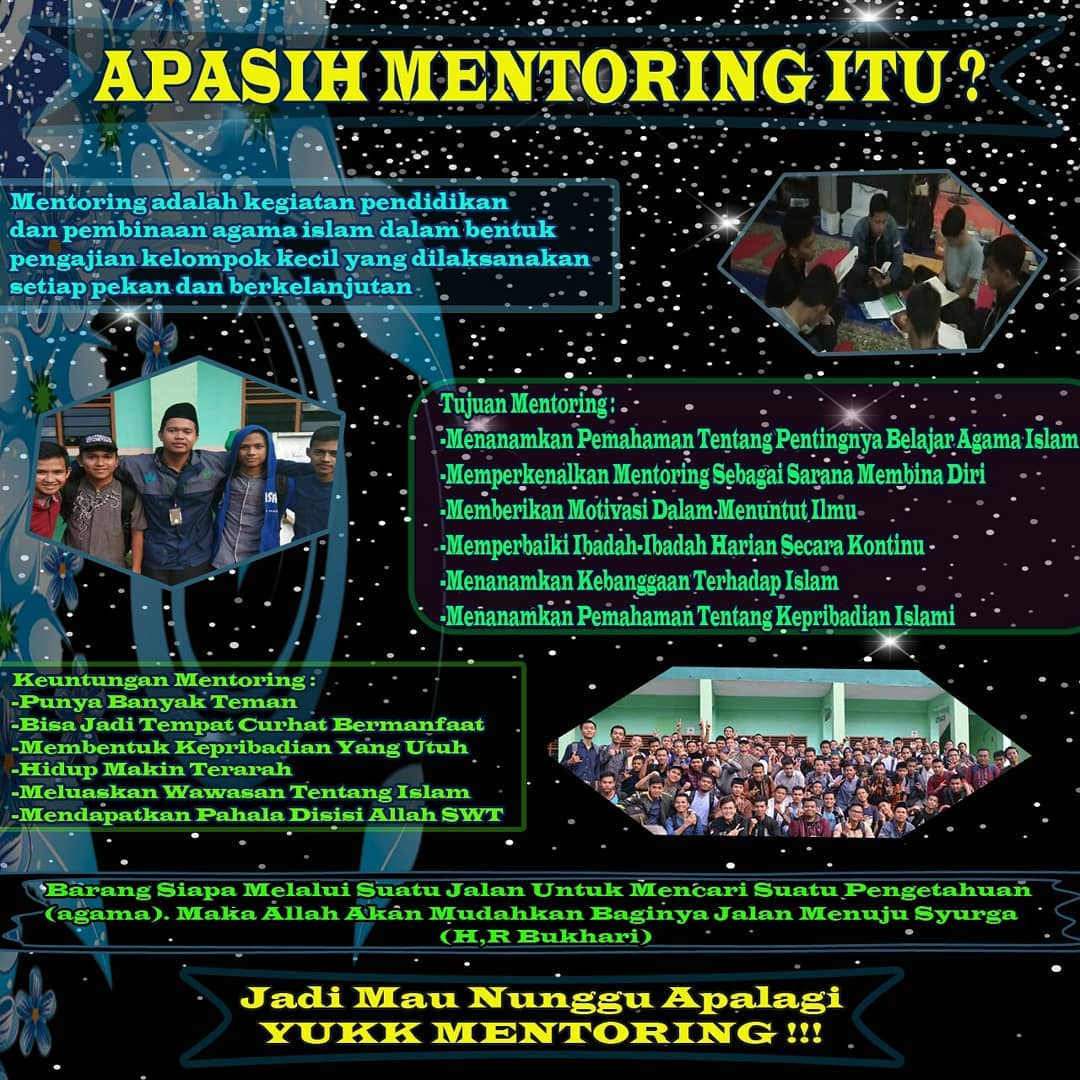 APASIH MENTORING ITU ?
Mentoring adalah kegiatan pendidikan
dan pembinaan agama islam dalam bentuk
pengajian kelompok kecil yang dilaksanakan
setiap pekan dan berkelanjutan
Tujuan Mentoring :
-Menanamkan Pemahaman Tentang Pentingnya Belajar Agama Islam
-Memperkenalkan Mentoring Sebagai Sarana Membina Diri
-Memberikan Motivasi Dalam Menuntut Ilmu
-Memperbaiki Ibadah-Ibadah Harian Secara Kontinu
-Menanamkan Kebanggaan Terhadap Islam
-Menanamkan Pemahaman Tentang Kepribadian Islami
Keuntungan Mentoring :
-Punya Banyak Teman
-Bisa Jadi Tempat Curhat Bermanfaat
-Membentuk Kepribadian Yang Utuh
-Hidup Makin Terarah
-Meluaskan Wawasan Tentang Islam
-Mendapatkan Pahala Disisi Allah SWT
Barang Siapa Melalui Suatu Jalan Untuk Mencari Suatu Pengetahuan
(agama). Maka Allah Akan Mudahkan Baginya Jalan Menuju Syurga
(H,R Bukhari)
Jadi Mau Nunggu Apalagi
YUKK MENTORING !!!